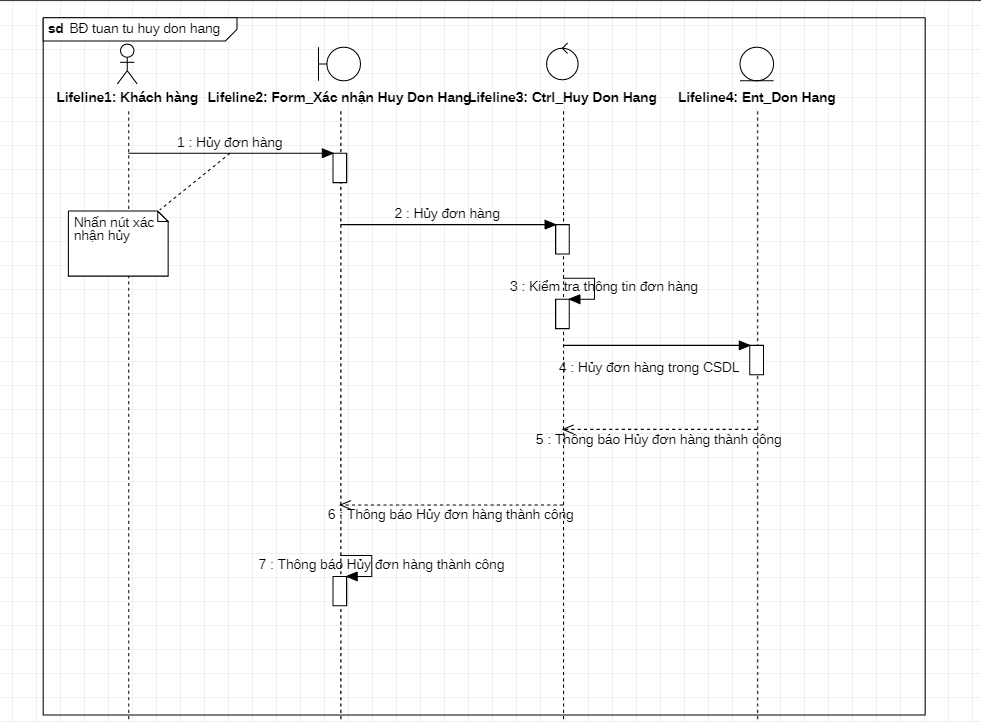 sd BĐ tuan tu huy don hang
Lifeline1: Khách hàng
Lifeline2: Form_Xác nhận Huy Don Hang
Lifeline3: Ctrl_Huy Don Hang
Lifeline4: Ent_Don Hang
1 : Hủy đơn hàng
Nhấn nút xác
nhận hủy
2 : Hủy đơn hàng
3 : Kiểm tra thông tin đơn hàng
4 : Hủy đơn hàng trong CSDL
5 : Thông báo Hủy đơn hàng thành công
6 : Thông báo Hủy đơn hàng thành công
7 : Thông báo Hủy đơn hàng thành công